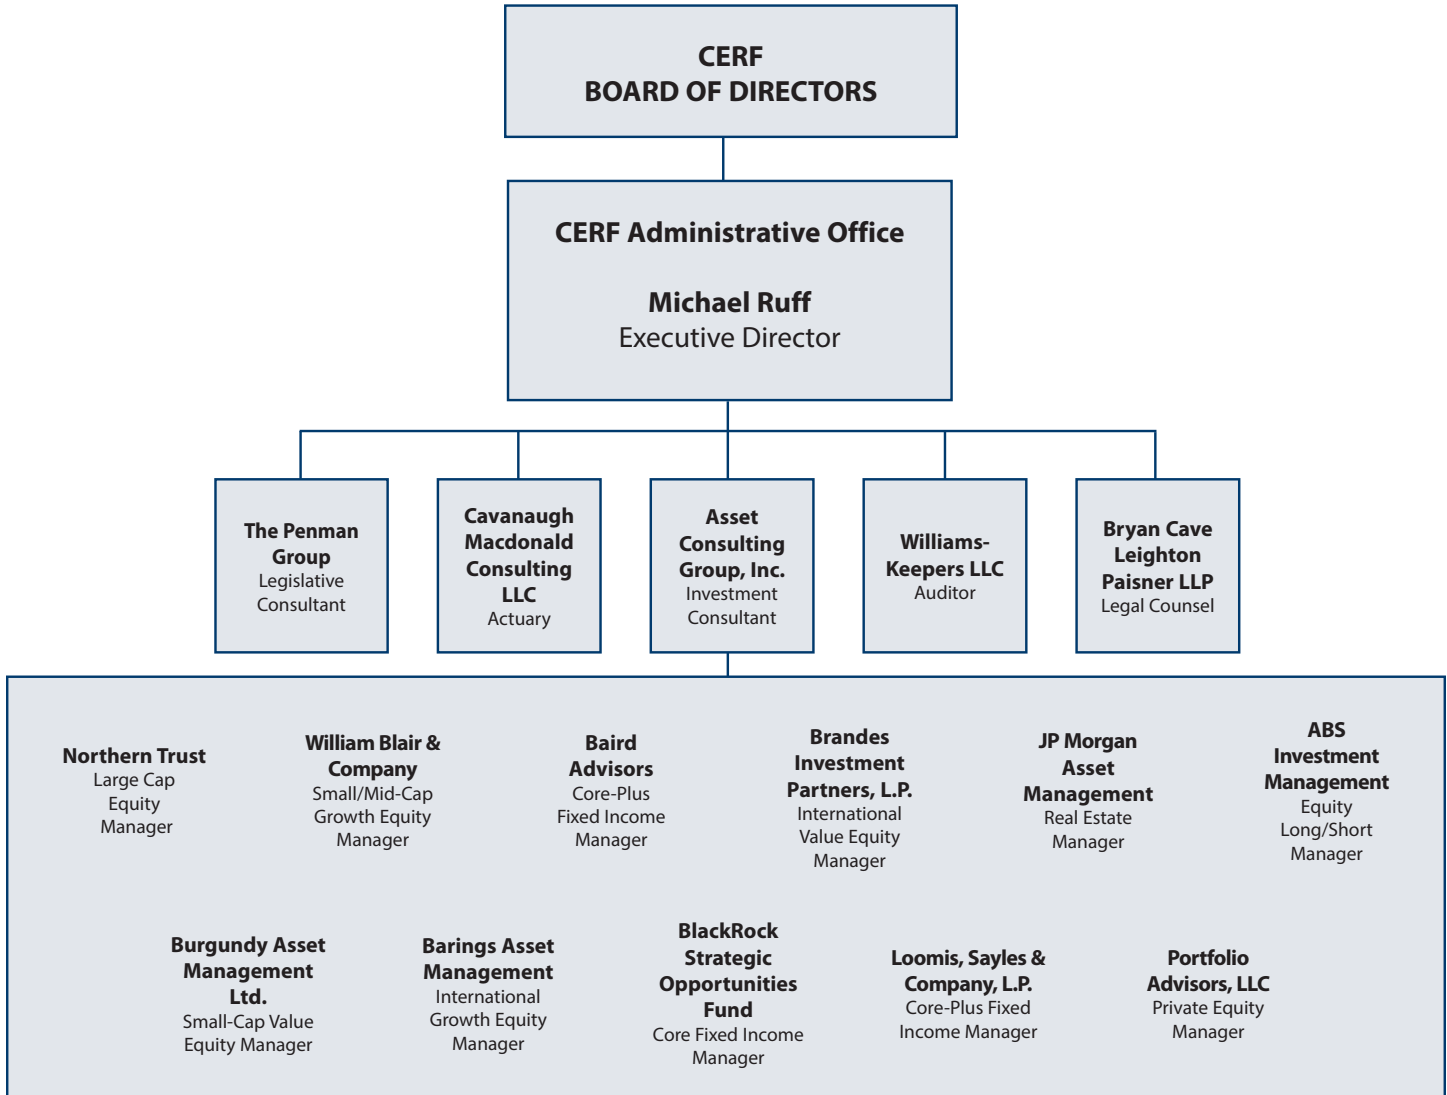 CERF
BOARD OF DIRECTORS
CERF Administrative Office
Michael Ruff
Executive Director
The Penman
Group
Legislative
Consultant
Cavanaugh
Macdonald
Consulting
LLC
Actuary
Asset
Consulting
Group, Inc.
Investment
Consultant
Williams-
Keepers LLC
Auditor
Bryan Cave
Leighton
Paisner LLP
Legal Counsel
Northern Trust
Large Cap
Equity
Manager
William Blair &
Company
Small/Mid-Cap
Growth Equity
Manager
Baird
Advisors
Core-Plus
Fixed Income
Manager
Brandes
Investment
Partners, L.P.
International
Value Equity
Manager
JP Morgan
Asset
Management
Real Estate
Manager
ABS
Investment
Management
Equity
Long/Short
Manager
Burgundy Asset
Management
Ltd.
Small-Cap Value
Equity Manager
Barings Asset
Management
International
Growth Equity
Manager
BlackRock
Strategic
Opportunities
Fund
Core Fixed Income
Manager
Loomis, Sayles &
Company, L.P.
Core-Plus Fixed
Income Manager
Portfolio
Advisors, LLC
Private Equity
Manager